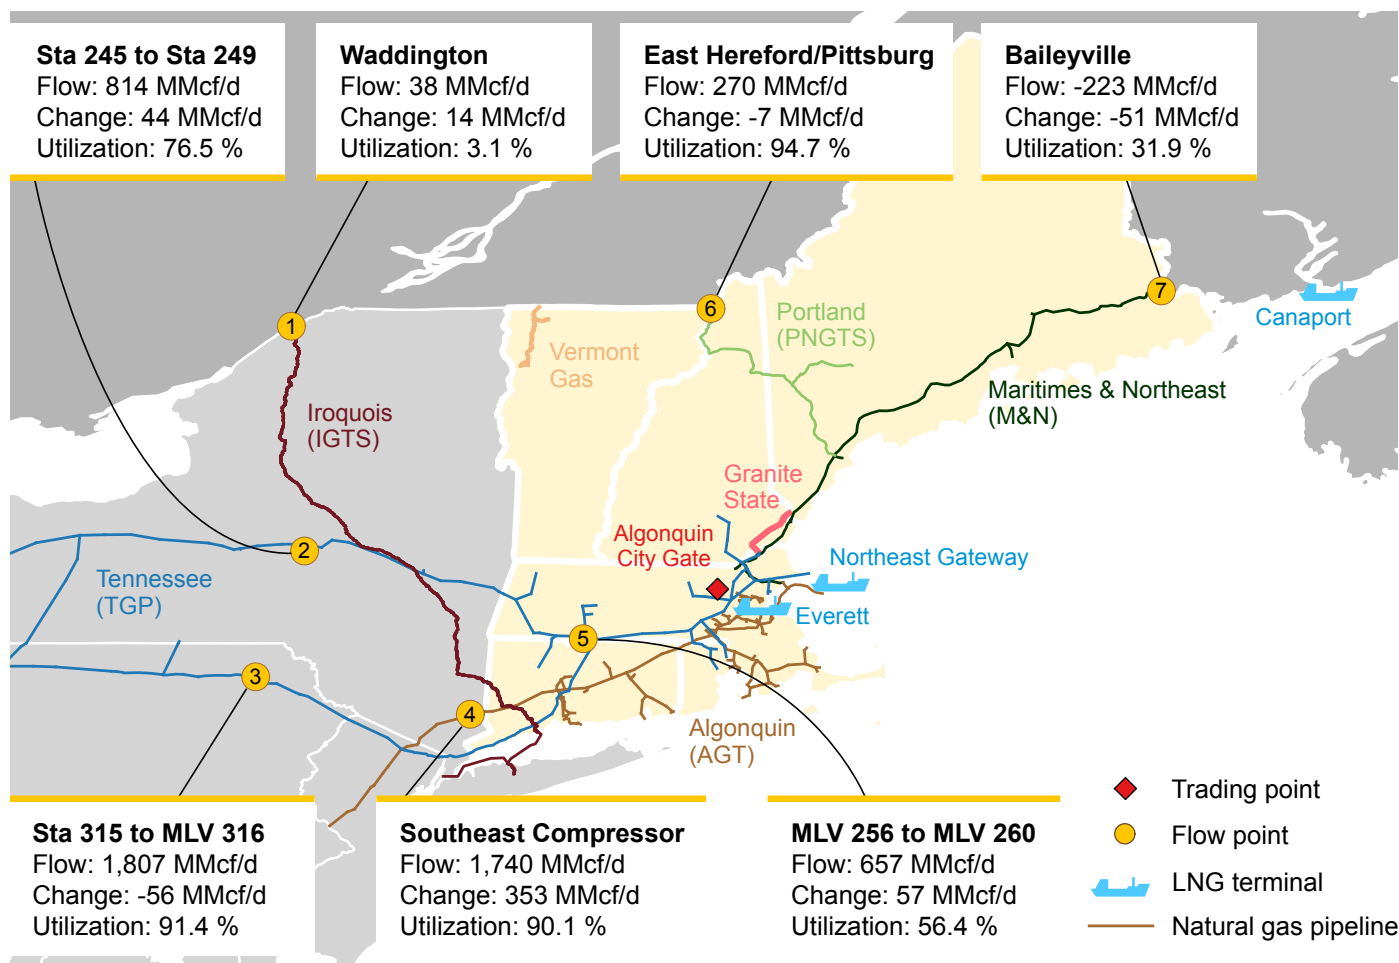 Sta 245 to Sta 249
Flow: 814 MMcf/d
Change: 44 MMcf/d
Utilization: 76.5 %
Waddington
Flow: 38 MMcf/d
Change: 14 MMcf/d
Utilization: 3.1 %
East Hereford/Pittsburg
Flow: 270 MMcf/d
Change: -7 MMcf/d
Utilization: 94.7 %
Baileyville
Flow: -223 MMcf/d
Change: -51 MMcf/d
Utilization: 31.9 %
1
6
7
Canaport
Portland
(PNGTS)
Vermont
Gas
Maritimes & Northeast
(M&N)
Iroquois
(IGTS)
Granite
State
Algonquin
City Gate
2
Northeast Gateway
Tennessee
(TGP)
Everett
5
3
4
Algonquin
(AGT)
Sta 315 to MLV 316
Flow: 1,807 MMcf/d
Change: -56 MMcf/d
Utilization: 91.4 %
Southeast Compressor
Flow: 1,740 MMcf/d
Change: 353 MMcf/d
Utilization: 90.1 %
MLV 256 to MLV 260
Flow: 657 MMcf/d
Change: 57 MMcf/d
Utilization: 56.4 %
Trading point
Flow point
LNG terminal
Natural gas pipeline